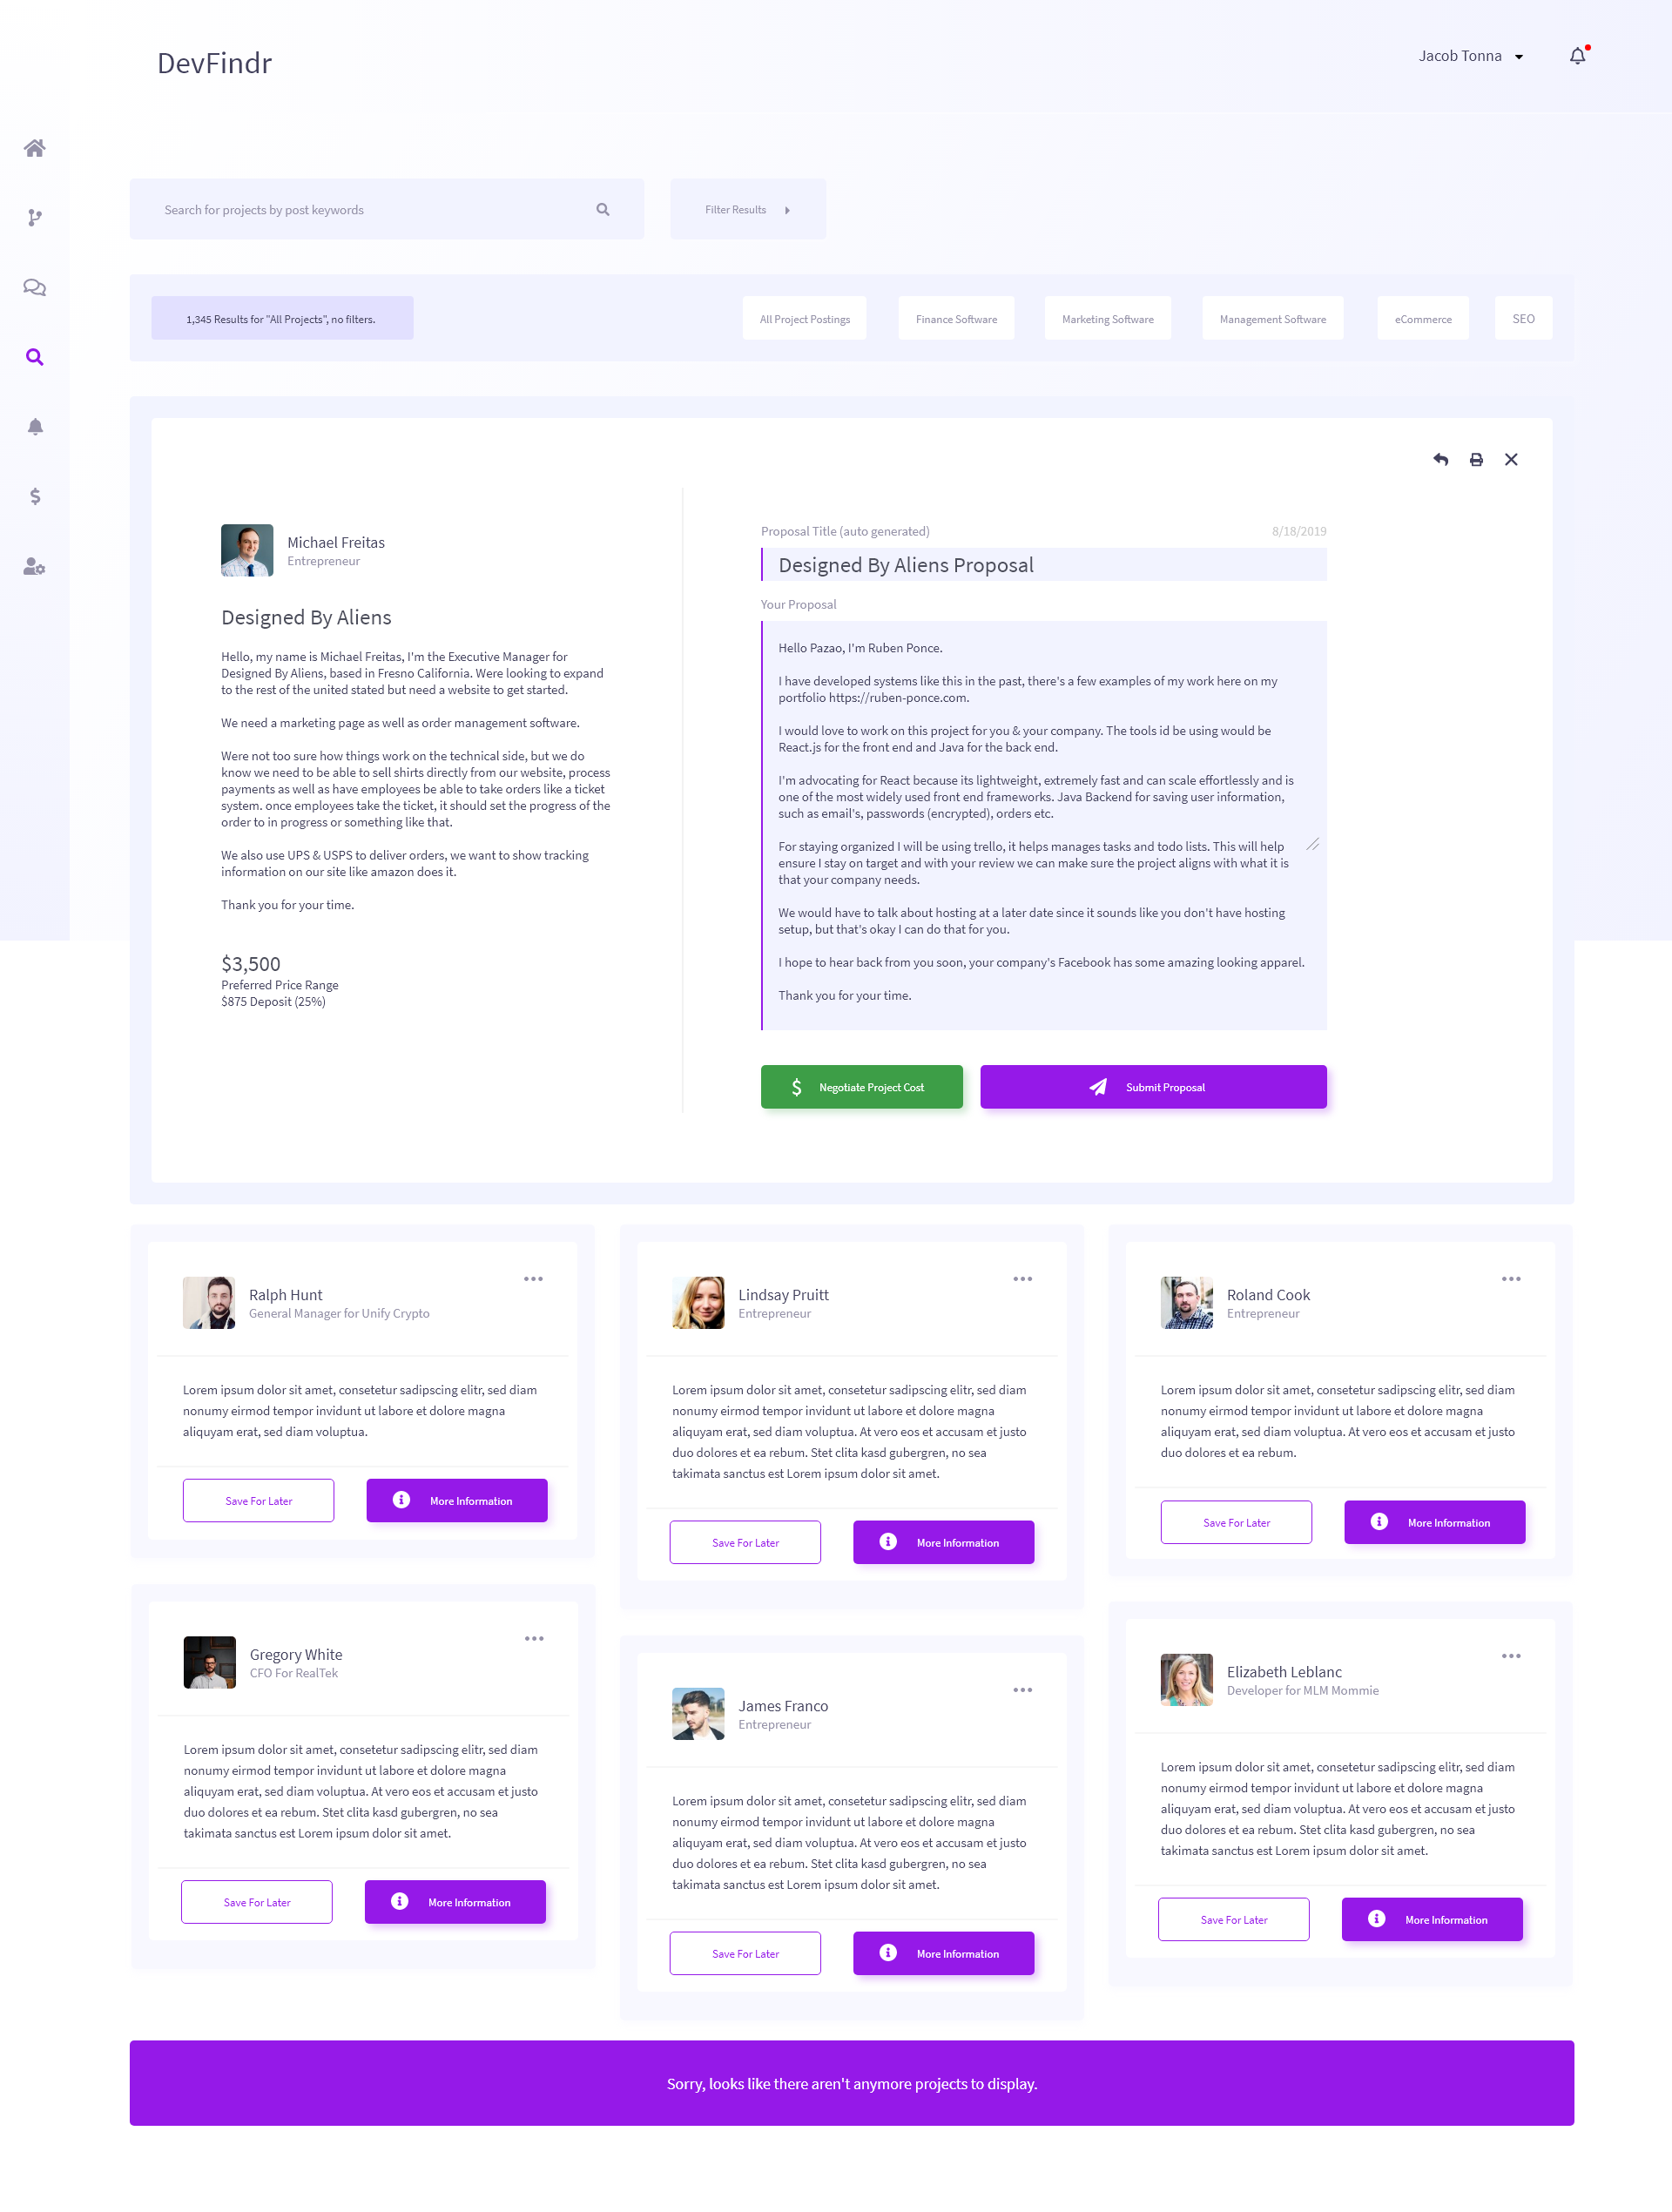 DevFindr
Jacob Tonna
Search for projects by post keywords
Filter Results
1,345 Results for "All Projects", no filters.
All Project Postings
Finance Software
Marketing Software
Management Software
eCommerce
SEO
Michael Freitas
Entrepreneur
Designed By Aliens
Hello, my name is Michael Freitas, I'm the Executive Manager for
Designed By Aliens, based in Fresno California. Were looking to expand
to the rest of the united stated but need a website to get started.
We need a marketing page as well as order management software.
Were not too sure how things work on the technical side, but we do
know we need to be able to sell shirts directly from our website, process
payments as well as have employees be able to take orders like a ticket
system. once employees take the ticket, it should set the progress of the
order to in progress or something like that.
We also use UPS & USPS to deliver orders, we want to show tracking
information on our site like amazon does it.
Thank you for your time.
$3,500
Preferred Price Range
$875 Deposit (25%)
Proposal Title (auto generated)
8/18/2019
Designed By Aliens Proposal
Your Proposal
Hello Pazao, I'm Ruben Ponce.
I have developed systems like this in the past, there's a few examples of my work here on my
portfolio https://ruben-ponce.com.
I would love to work on this project for you & your company. The tools id be using would be
React.js for the front end and Java for the back end.
I'm advocating for React because its lightweight, extremely fast and can scale effortlessly and is
one of the most widely used front end frameworks. Java Backend for saving user information,
such as email's, passwords (encrypted), orders etc.
For staying organized I will be using trello, it helps manages tasks and todo lists. This will help
ensure I stay on target and with your review we can make sure the project aligns with what it is
that your company needs.
We would have to talk about hosting at a later date since it sounds like you don't have hosting
setup, but that's okay I can do that for you.
I hope to hear back from you soon, your company's Facebook has some amazing looking apparel.
Thank you for your time.
Negotiate Project Cost
Submit Proposal
Ralph Hunt
General Manager for Unify Crypto
Lorem ipsum dolor sit amet, consetetur sadipscing elitr, sed diam
nonumy eirmod tempor invidunt ut labore et dolore magna
aliquyam erat, sed diam voluptua.
Save For Later
More Information
Lindsay Pruitt
Entrepreneur
Lorem ipsum dolor sit amet, consetetur sadipscing elitr, sed diam
nonumy eirmod tempor invidunt ut labore et dolore magna
aliquyam erat, sed diam voluptua. At vero eos et accusam et justo
duo dolores et ea rebum. Stet clita kasd gubergren, no sea
takimata sanctus est Lorem ipsum dolor sit amet.
Save For Later
More Information
Roland Cook
Entrepreneur
Lorem ipsum dolor sit amet, consetetur sadipscing elitr, sed diam
nonumy eirmod tempor invidunt ut labore et dolore magna
aliquyam erat, sed diam voluptua. At vero eos et accusam et justo
duo dolores et ea rebum.
Save For Later
More Information
Gregory White
CFO For RealTek
Lorem ipsum dolor sit amet, consetetur sadipscing elitr, sed diam
nonumy eirmod tempor invidunt ut labore et dolore magna
aliquyam erat, sed diam voluptua. At vero eos et accusam et justo
duo dolores et ea rebum. Stet clita kasd gubergren, no sea
takimata sanctus est Lorem ipsum dolor sit amet.
Save For Later
More Information
James Franco
Entrepreneur
Lorem ipsum dolor sit amet, consetetur sadipscing elitr, sed diam
nonumy eirmod tempor invidunt ut labore et dolore magna
aliquyam erat, sed diam voluptua. At vero eos et accusam et justo
duo dolores et ea rebum. Stet clita kasd gubergren, no sea
takimata sanctus est Lorem ipsum dolor sit amet.
Save For Later
More Information
Elizabeth Leblanc
Developer for MLM Mommie
Lorem ipsum dolor sit amet, consetetur sadipscing elitr, sed diam
nonumy eirmod tempor invidunt ut labore et dolore magna
aliquyam erat, sed diam voluptua. At vero eos et accusam et justo
duo dolores et ea rebum. Stet clita kasd gubergren, no sea
takimata sanctus est Lorem ipsum dolor sit amet.
Save For Later
More Information
Sorry, looks like there aren't anymore projects to display.